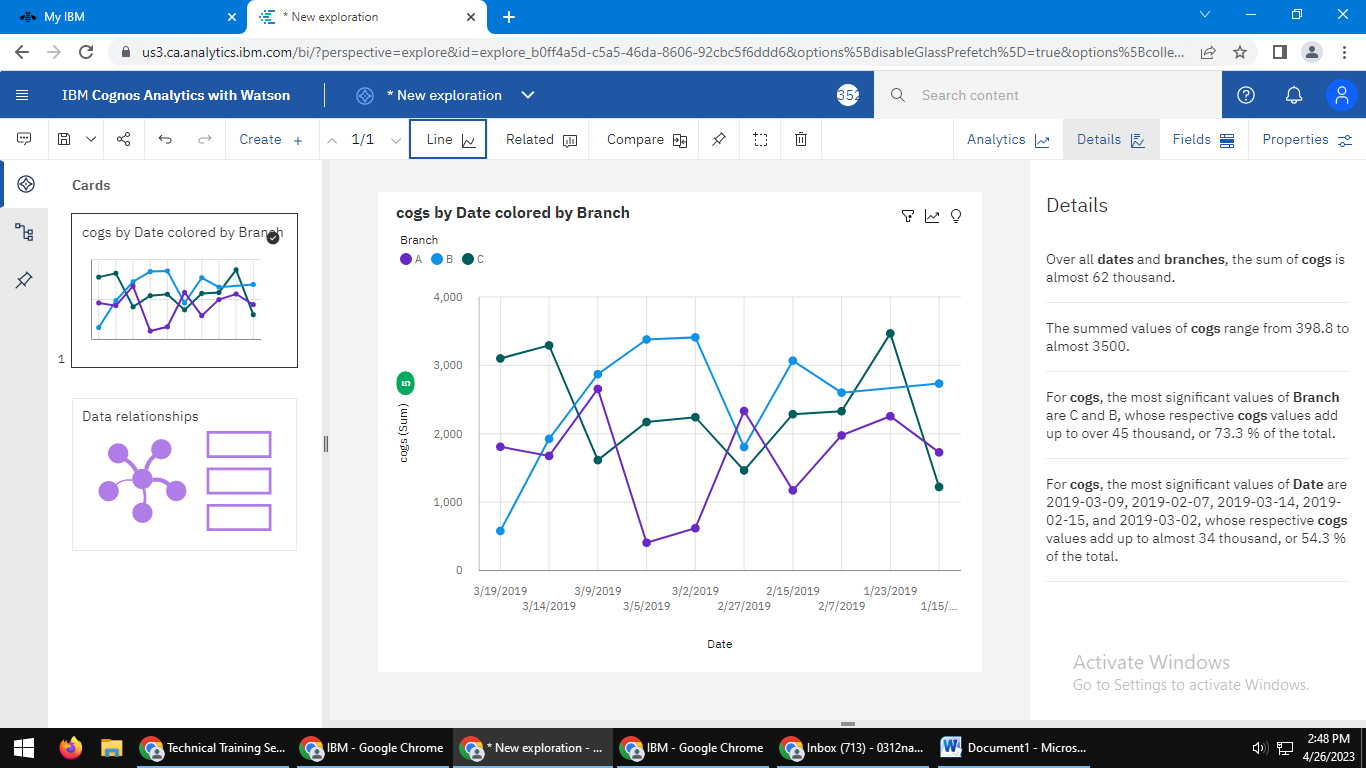 My IBM
* New exploration
us3.ca.analytics.ibm.com/bi/?perspective=explore&id=explore_b0ff4a5d-c5a5-46da-8606-92cbc5f6ddd6&options%5BdisableGlassPrefetch%5D=true&options%5Bcolle...
IBM Cognos Analytics with Watson
* New exploration
352
Search content
Create +
1/1
Line
Related
Compare
Analytics
Details
Fields
Properties
Cards
cogs by Date colored by Branch
1
Data relationships
cogs by Date colored by Branch
Branch
A B C
4,000
3,000
2,000
1,000
0
cogs (Sum)
5
3/19/2019
3/14/2019
3/9/2019
3/5/2019
3/2/2019
2/27/2019
2/15/2019
2/7/2019
1/23/2019
1/15/...
Date
Details
Over all dates and branches, the sum of cogs is
almost 62 thousand.
The summed values of cogs range from 398.8 to
almost 3500.
For cogs, the most significant values of Branch
are C and B, whose respective cogs values add
up to over 45 thousand, or 73.3 % of the total.
For cogs, the most significant values of Date are
2019-03-09, 2019-02-07, 2019-03-14, 2019-
02-15, and 2019-03-02, whose respective cogs
values add up to almost 34 thousand, or 54.3 %
of the total.
Activate Windows
Go to Settings to activate Windows.
Technical Training Se...
IBM - Google Chrome
* New exploration - ...
IBM - Google Chrome
Inbox (713) - 0312na...
Document1 - Micros...
2:48 PM
4/26/2023